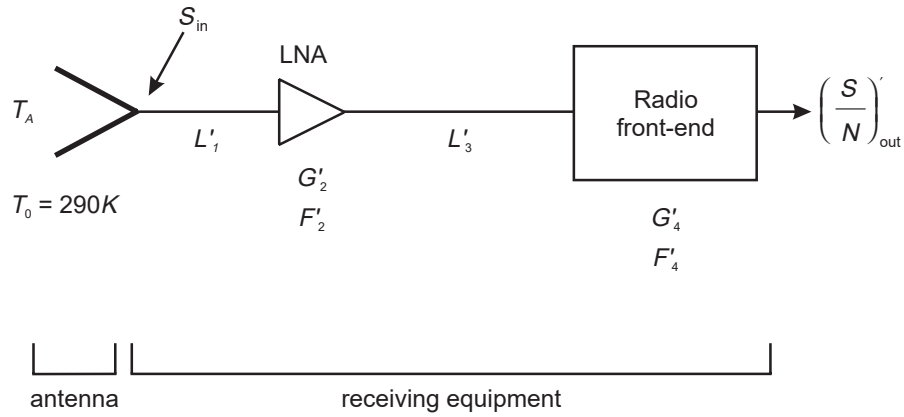 S_in
LNA
T_A
L'_1
L'_3
Radio
front-end
(S/N)'_out
G'_2
F'_2
T_0 = 290K
G'_4
F'_4
antenna
receiving equipment